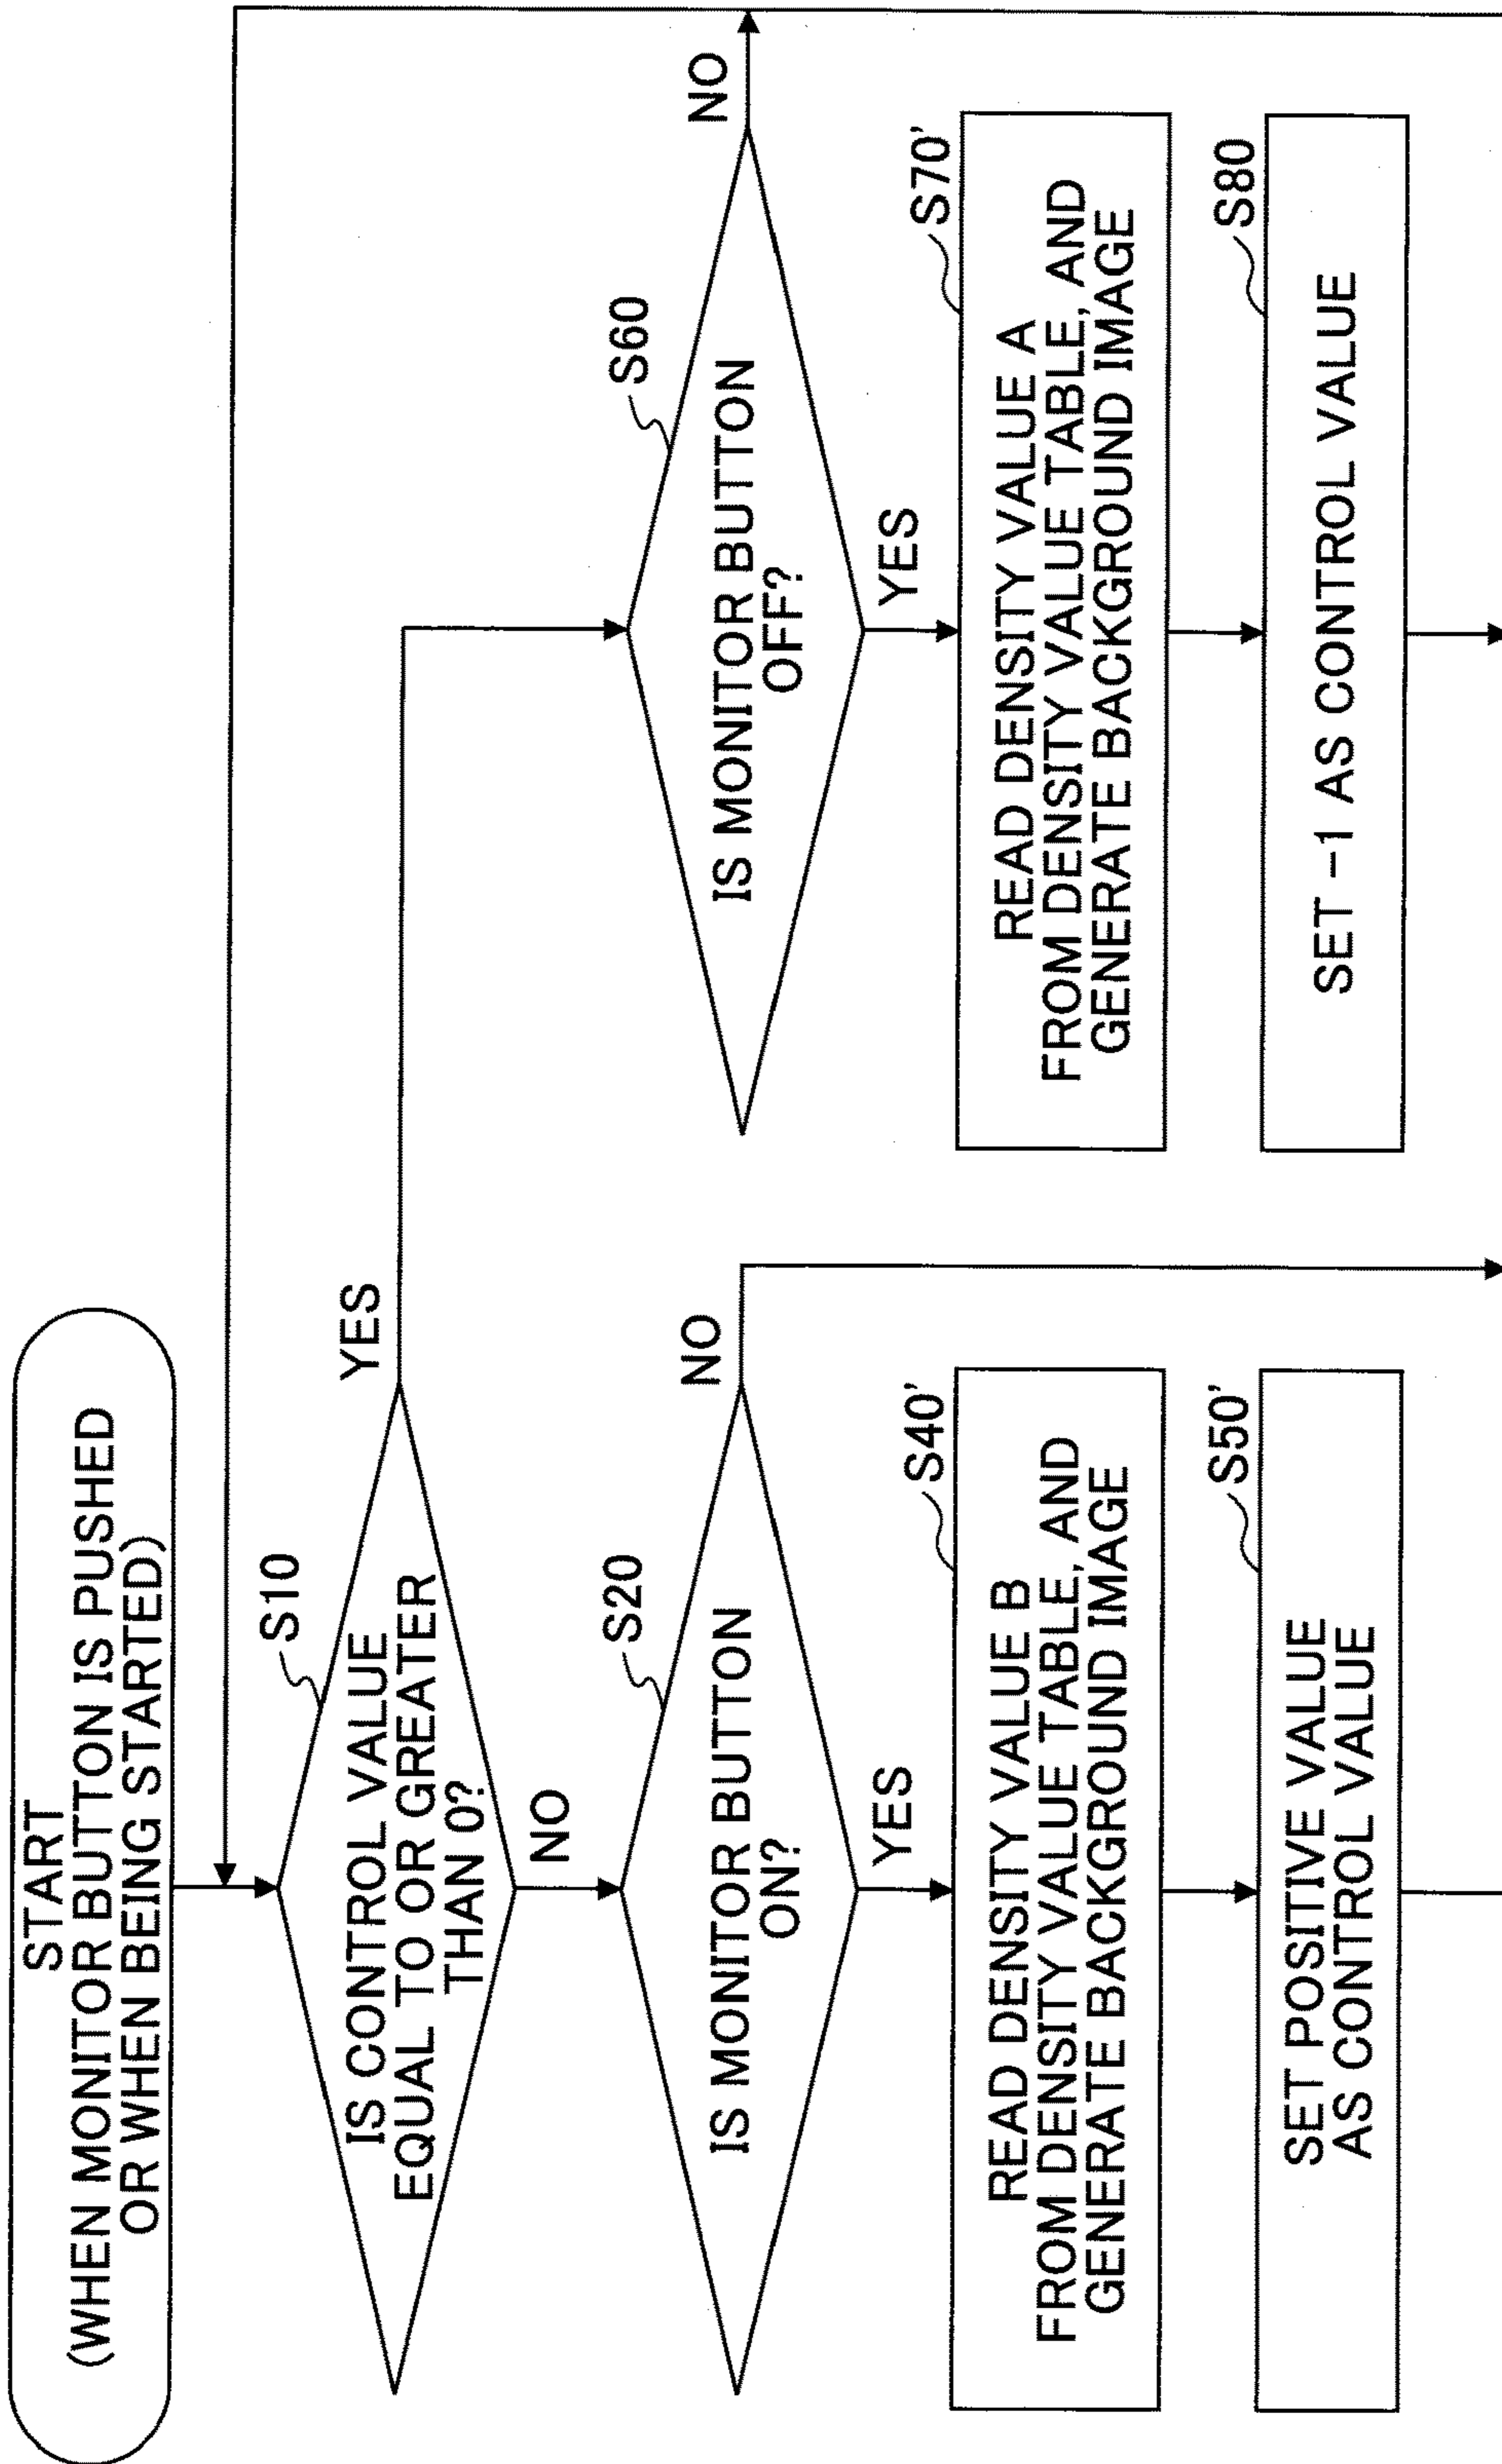 START
(WHEN MONITOR BUTTON IS PUSHED
OR WHEN BEING STARTED)
S10
IS CONTROL VALUE
EQUAL TO OR GREATER
THAN 0?
YES
NO
S20
IS MONITOR BUTTON
ON?
NO
YES
S40'
READ DENSITY VALUE B
FROM DENSITY VALUE TABLE, AND
GENERATE BACKGROUND IMAGE
S50'
SET POSITIVE VALUE
AS CONTROL VALUE
S60
IS MONITOR BUTTON
OFF?
NO
YES
S70'
READ DENSITY VALUE A
FROM DENSITY VALUE TABLE, AND
GENERATE BACKGROUND IMAGE
S80
SET -1 AS CONTROL VALUE